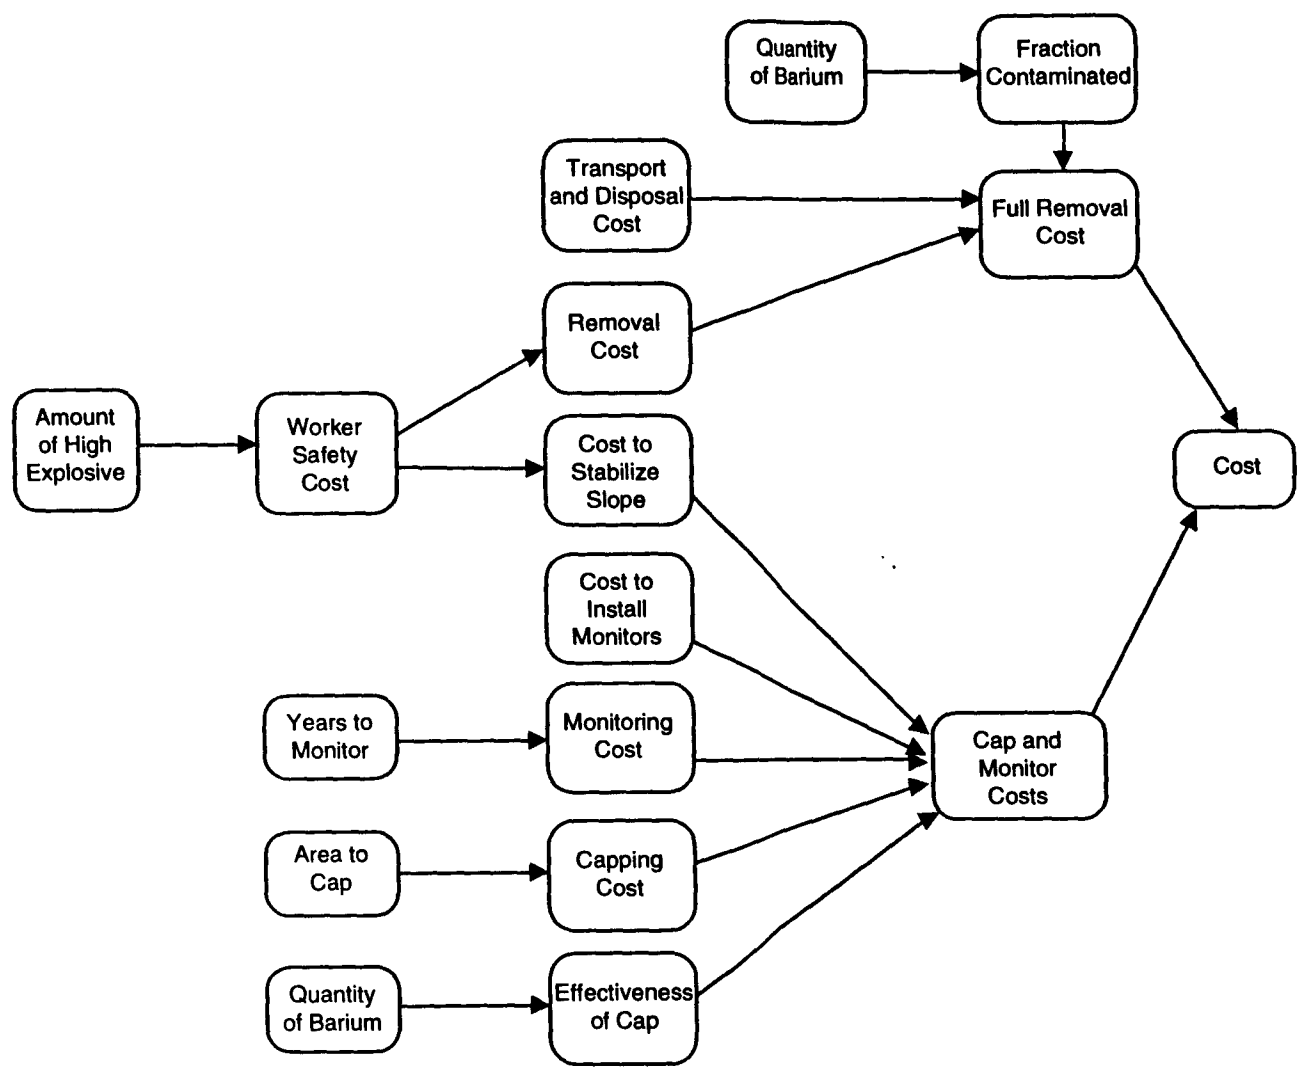 Quantity
of Barium
Fraction
Contaminated
Transport
and Disposal
Cost
Full Removal
Cost
Removal
Cost
Amount
of High
Explosive
Worker
Safety
Cost
Cost to
Stabilize
Slope
Cost
Cost to
Install
Monitors
Years to
Monitor
Monitoring
Cost
Cap and
Monitor
Costs
Area to
Cap
Capping
Cost
Quantity
of Barium
Effectiveness
of Cap